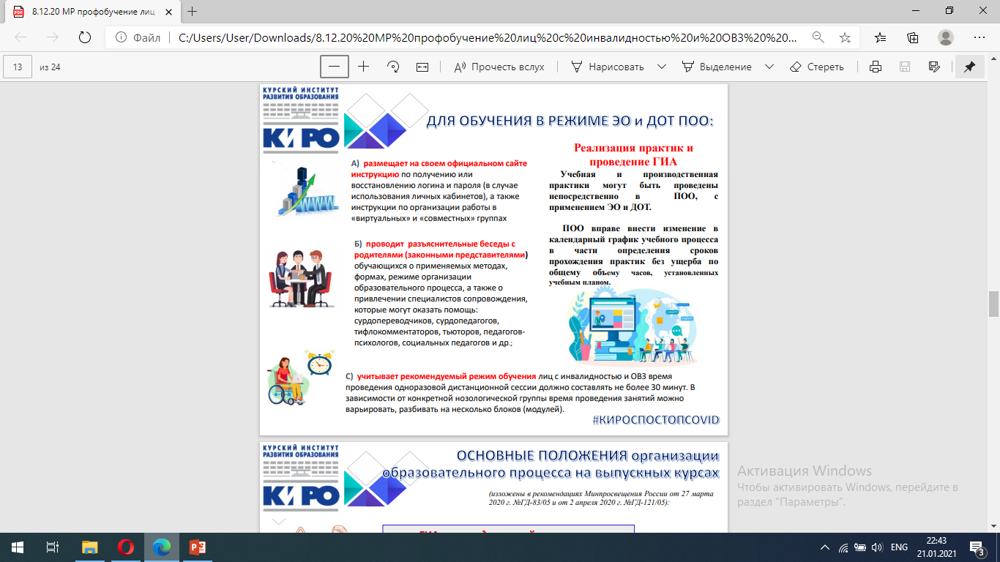 8.12.20 МР профобучение лиц
Файл
C:/Users/User/Downloads/8.12.20%20МР%20профобучение%20лиц%20с%20инвалидностью%20и%20ОВЗ%20%20...
13
из 24
Прочесть вслух
Нарисовать
Выделение
Стереть
КУРСКИЙ ИНСТИТУТ
РАЗВИТИЯ ОБРАЗОВАНИЯ
КИРО
ДЛЯ ОБУЧЕНИЯ В РЕЖИМЕ ЭО и ДОТ ПОО:
А) размещает на своем официальном сайте
инструкцию по получению или
восстановлению логина и пароля (в случае
использования личных кабинетов), а также
инструкции по организации работы в
«виртуальных» и «совместных» группах
Б) проводит разъяснительные беседы с
родителями (законными представителями)
обучающихся о применяемых методах,
формах, режиме организации
образовательного процесса, а также о
привлечении специалистов сопровождения,
которые могут оказать помощь:
сурдопереводчиков, сурдопедагогов,
тифлокомментаторов, тьюторов, педагогов-
психологов, социальных педагогов и др.;
Реализация практик и
проведение ГИА
Учебная и производственная
практики могут быть проведены
непосредственно в ПОО, с
применением ЭО и ДОТ.
ПОО вправе внести изменение в
календарный график учебного процесса
в части определения сроков
прохождения практик без ущерба по
общему объему часов, установленных
учебным планом.
С) учитывает рекомендуемый режим обучения лиц с инвалидностью и ОВЗ время
проведения одноразовой дистанционной сессии должно составлять не более 30 минут. В
зависимости от конкретной нозологической группы время проведения занятий можно
варьировать, разбивать на несколько блоков (модулей).
#КИРОСПОСТОПCOVID
КУРСКИЙ ИНСТИТУТ
РАЗВИТИЯ ОБРАЗОВАНИЯ
КИРО
ОСНОВНЫЕ ПОЛОЖЕНИЯ организации
образовательного процесса на выпускных курсах
(изложены в рекомендациях Минпросвещения России от 27 марта
2020 г. №ГД-83/05 и от 2 апреля 2020 г. №ГД-121/05):
Активация Windows
Чтобы активировать Windows, перейдите в
раздел "Параметры".
ENG
22:43
21.01.2021
3